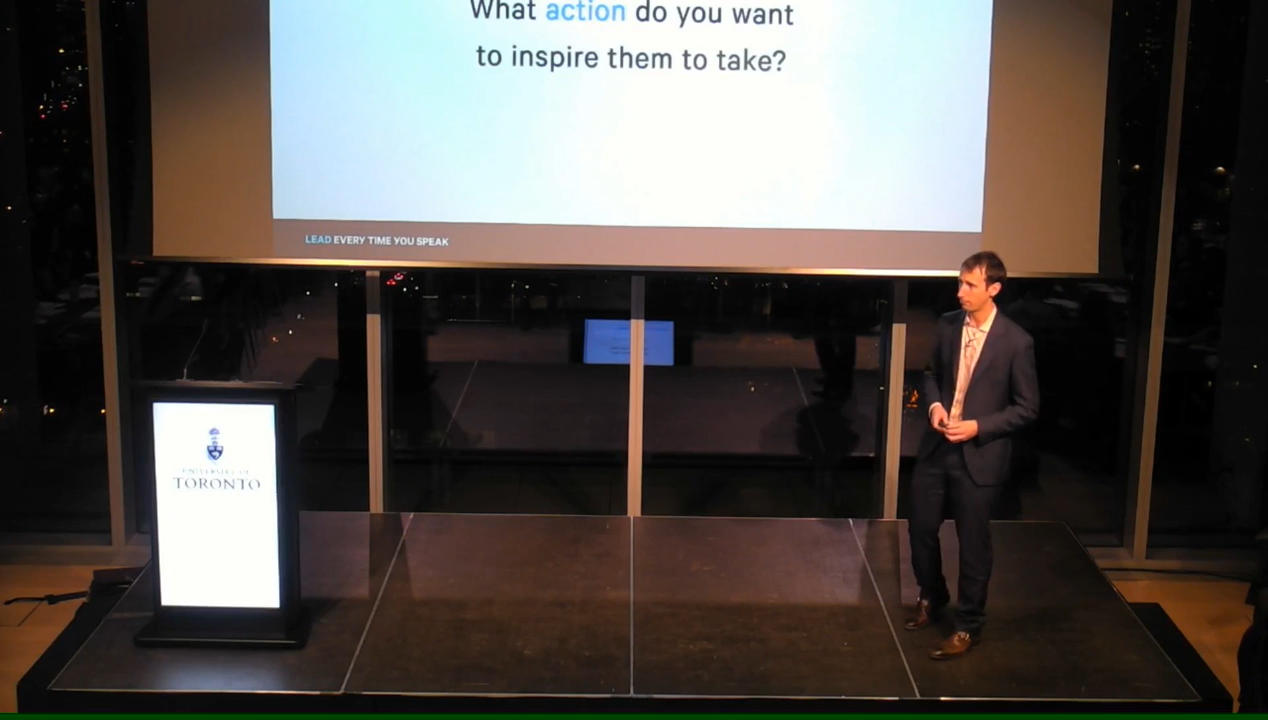 What action do you want
to inspire them to take?
LEAD EVERY TIME YOU SPEAK
UNIVERSITY OF
TORONTO